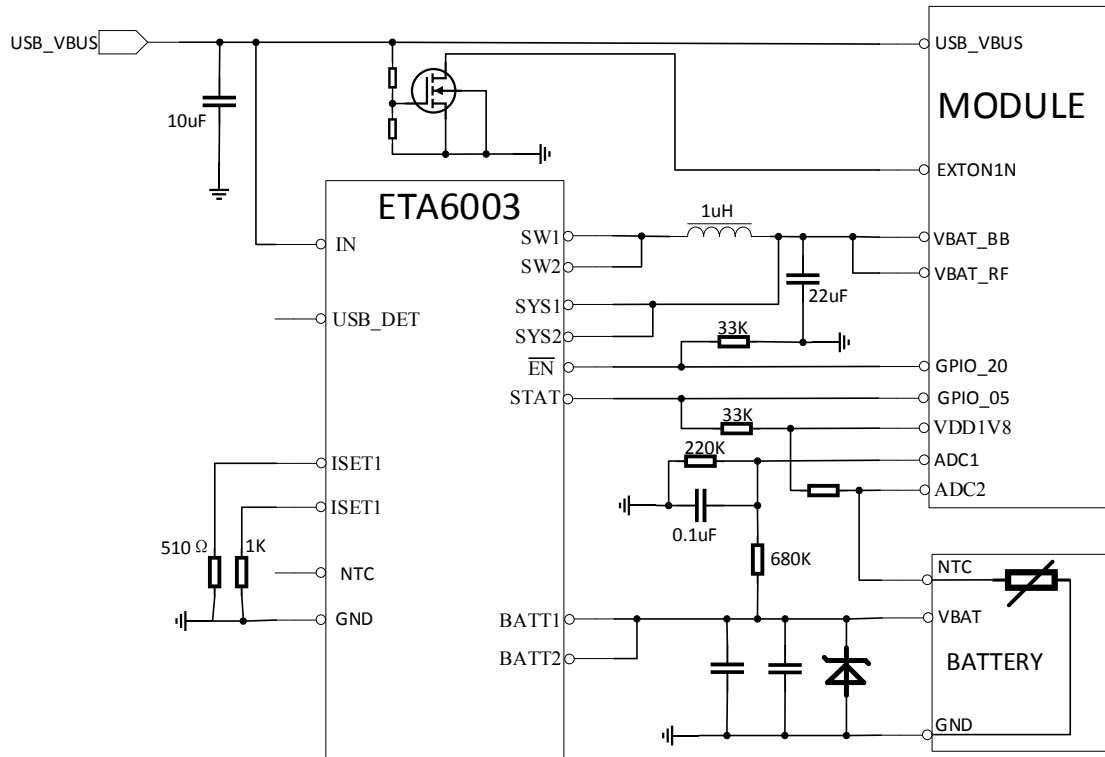 USB_VBUS
USB_VBUS
MODULE
10uF
EXTON1N
ETA6003
1uH
IN
SW1
VBAT_BB
SW2
VBAT_RF
22uF
SYS1
USB_DET
SYS2
33K
EN
GPIO_20
STAT
GPIO_05
33K
VDD1V8
220K
ISET1
ADC1
ADC2
ISET1
0.1uF
510 Ω
1K
680K
NTC
NTC
GND
BATT1
VBAT
BATT2
BATTERY
GND